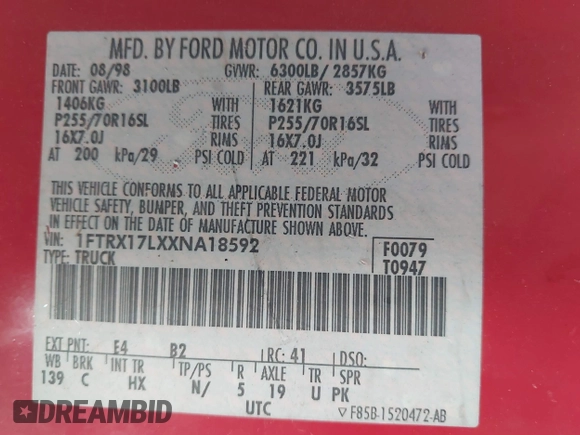 MFD. BY FORD MOTOR CO. IN U.S.A.
DATE: 08/98 GVWR: 6300LB/ 2857KG
FRONT GAWR: 3100LB REAR GAWR: 3575LB
1406KG WITH 1621KG WITH
P255/70R16SL TIRES P255/70R16SL TIRES
16X7.0J RIMS 16X7.0J RIMS
AT 200 kPa/29 PSI COLD AT 221 kPa/32 PSI COLD
THIS VEHICLE CONFORMS TO ALL APPLICABLE FEDERAL MOTOR
VEHICLE SAFETY, BUMPER, AND THEFT PREVENTION STANDARDS
IN EFFECT ON THE DATE OF MANUFACTURE SHOWN ABOVE.
VIN: 1FTRX17LXXNA18592 F0079
TYPE: TRUCK T0947
EXT PNT: E4 B2 RC: 41 DSO:
WB BRK INT TR TP/PS R AXLE TR SPR
139 C HX N/ 5 19 U PK
UTC F85B-1520472-AB
AUTOHELPERBOT.COM